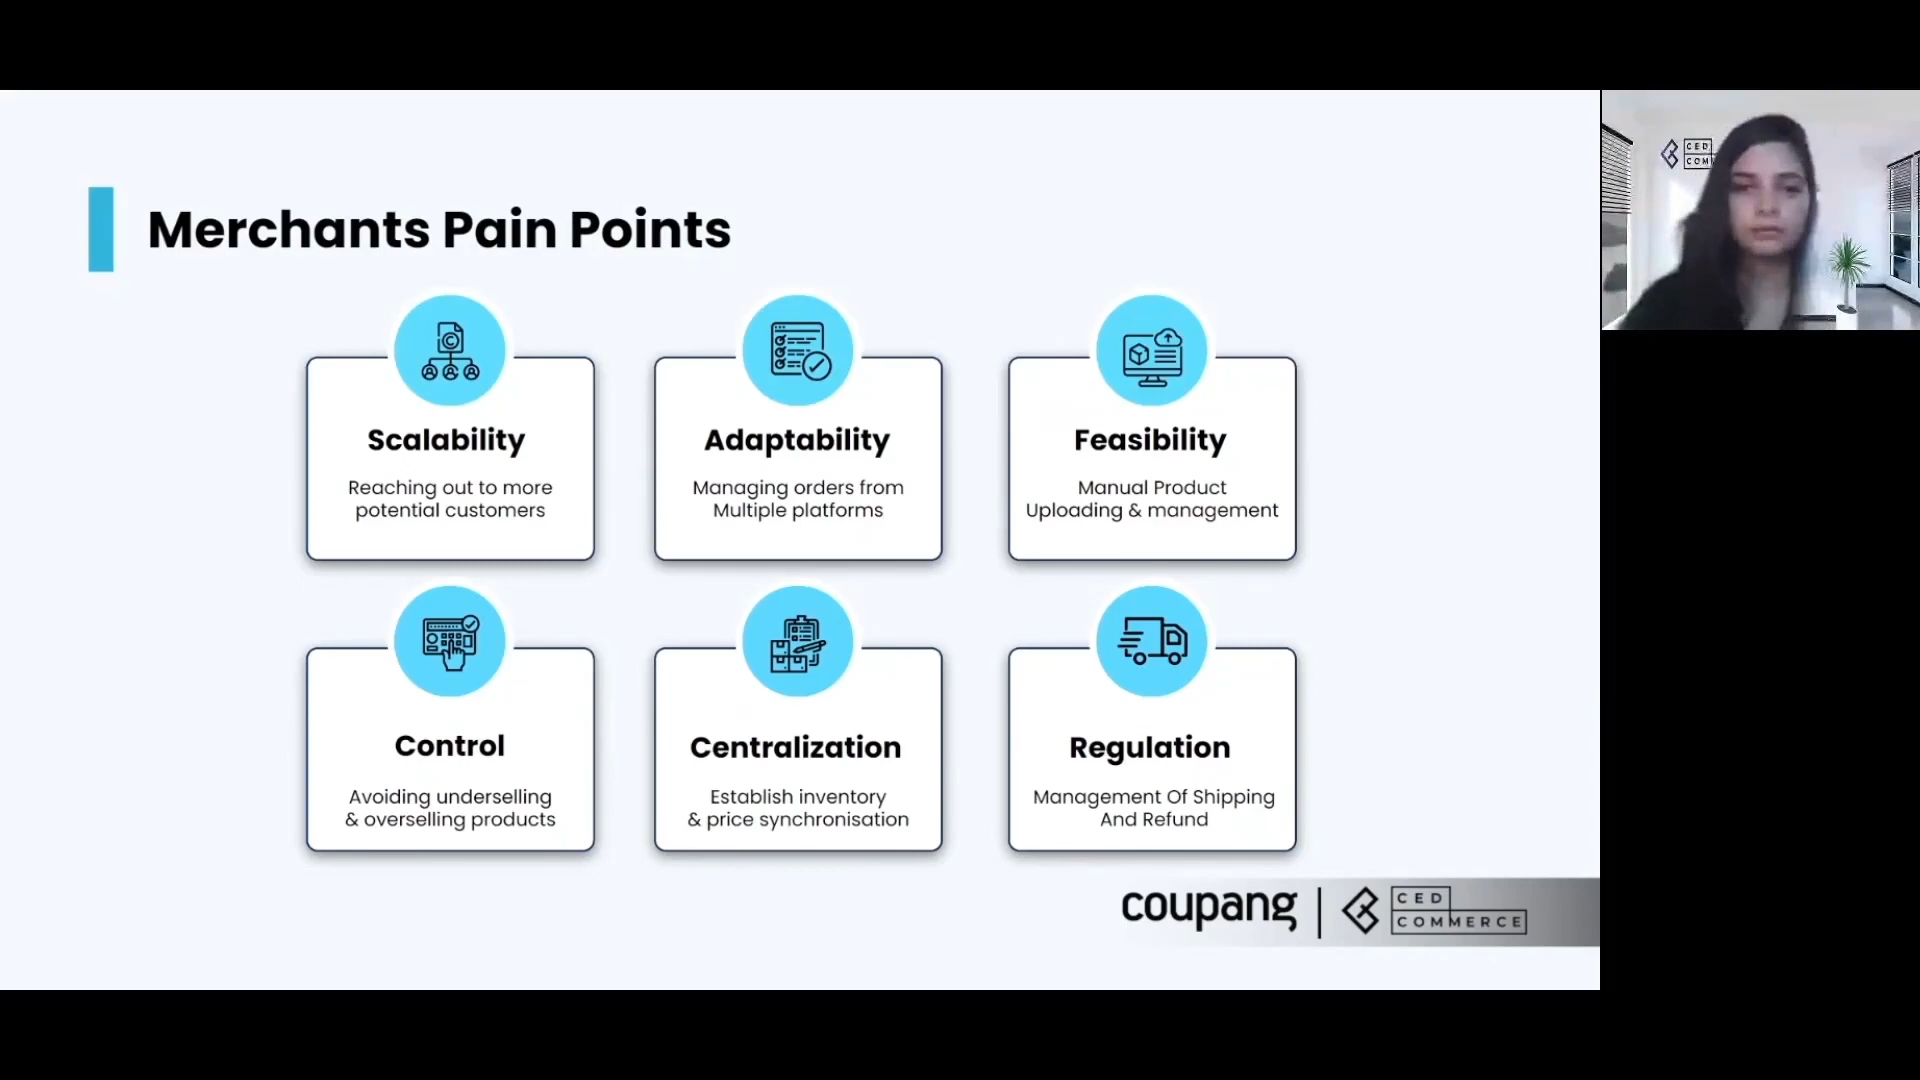 Merchants Pain Points
Scalability
Reaching out to more
potential customers
Adaptability
Managing orders from
Multiple platforms
Feasibility
Manual Product
Uploading & management
Control
Avoiding underselling
& overselling products
Centralization
Establish inventory
& price synchronisation
Regulation
Management Of Shipping
And Refund
coupang
CED
COMMERCE
CED
COM